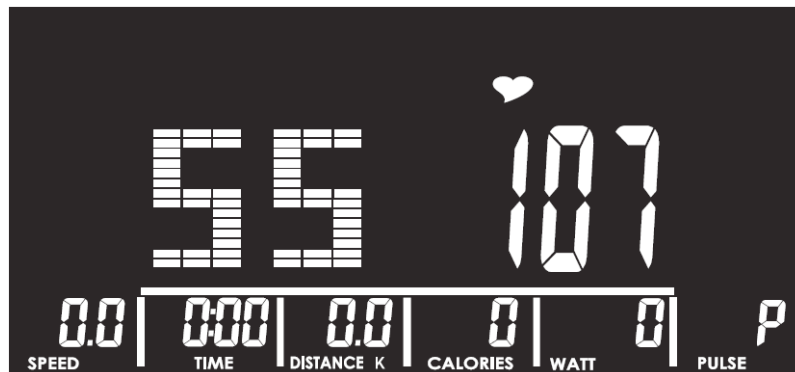 55 107
0.0 0:00 0.0 0 0 P
SPEED TIME DISTANCE K CALORIES WATT PULSE